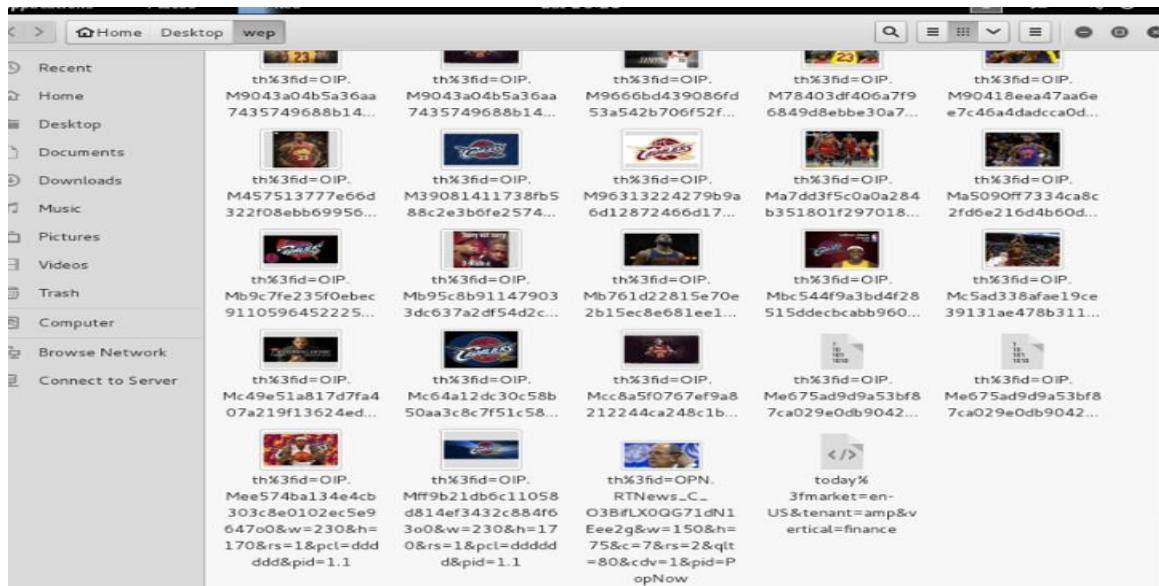 Home Desktop wep
Recent
Home
Desktop
Documents
Downloads
Music
Pictures
Videos
Trash
Computer
Browse Network
Connect to Server
23
23
th%3fid=OIP.
M9043a04b5a36aa
7435749688b14...
th%3fid=OIP.
M9043a04b5a36aa
7435749688b14...
th%3fid=OIP.
M9666bd439086fd
53a542b706f52f...
th%3fid=OIP.
M78403df406a7f9
6849d8ebbe30a7...
th%3fid=OIP.
M90418eea47aa6e
e7c46a4dadcca0d...
th%3fid=OIP.
M457513777e66d
322f08ebb69956...
th%3fid=OIP.
M39081411738fb5
88c2e3b6fe2574...
th%3fid=OIP.
M96313224279b9a
6d12872466d17...
th%3fid=OIP.
Ma7dd3f5c0a0a284
b351801f297018...
th%3fid=OIP.
Ma5090ff7334ca8c
2fd6e216d4b60d...
th%3fid=OIP.
Mb9c7fe235f0ebec
9110596452225...
th%3fid=OIP.
Mb95c8b91147903
3dc637a2df54d2c...
th%3fid=OIP.
Mb761d22815e70e
2b15ec8e681ee1...
th%3fid=OIP.
Mbc544f9a3bd4f28
515ddecbcabb960...
th%3fid=OIP.
Mc5ad338afae19ce
39131ae478b311...
th%3fid=OIP.
Mc49e51a817d7fa4
07a219f13624ed...
th%3fid=OIP.
Mc64a12dc30c58b
50aa3c8c7f51c58...
th%3fid=OIP.
Mcc8a5f0767ef9a8
212244ca248c1b...
th%3fid=OIP.
Me675ad9d9a53bf8
7ca029e0db9042...
th%3fid=OIP.
Me675ad9d9a53bf8
7ca029e0db9042...
th%3fid=OIP.
Mee574ba134e4cb
303c8e0102ec5e9
647o0&w=230&h=
170&rs=1&pcl=ddd
ddd&pid=1.1
th%3fid=OIP.
Mff9b21db6c11058
d814ef3432c884f6
3o0&w=230&h=17
0&rs=1&pcl=ddddd
d&pid=1.1
th%3fid=OPN.
RTNews_C_
O3BifLX0QG71dN1
Eee2g&w=150&h=
75&c=7&rs=2&qlt
=80&cdv=1&pid=P
opNow
today%
3fmarket=en-
US&tenant=amp&v
ertical=finance